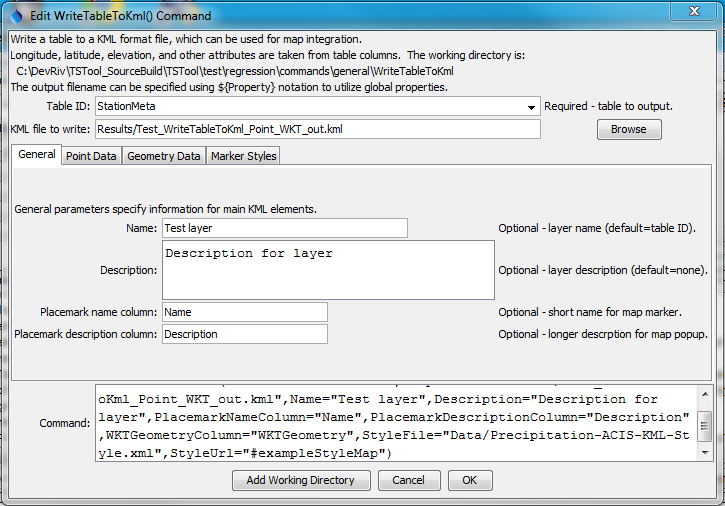 Edit WriteTableToKml() Command
Write a table to a KML format file, which can be used for map integration.
Longitude, latitude, elevation, and other attributes are taken from table columns. The working directory is:
C:\DevRiv\TSTool_SourceBuild\TSTool\test\regression\commands\general\WriteTableToKml
The output filename can be specified using ${Property} notation to utilize global properties.
Table ID: StationMeta Required - table to output.
KML file to write: Results/Test_WriteTableToKml_Point_WKT_out.kml Browse
General Point Data Geometry Data Marker Styles
General parameters specify information for main KML elements.
Name: Test layer Optional - layer name (default=table ID).
Description: Description for layer Optional - layer description (default=none).
Placemark name column: Name Optional - short name for map marker.
Placemark description column: Description Optional - longer descrption for map popup.
Command:
oKml_Point_WKT_out.kml",Name="Test layer",Description="Description for
layer",PlacemarkNameColumn="Name",PlacemarkDescriptionColumn="Description"
,WKTGeometryColumn="WKTGeometry",StyleFile="Data/Precipitation-ACIS-KML-St
yle.xml",StyleUrl="#exampleStyleMap")
Add Working Directory Cancel OK